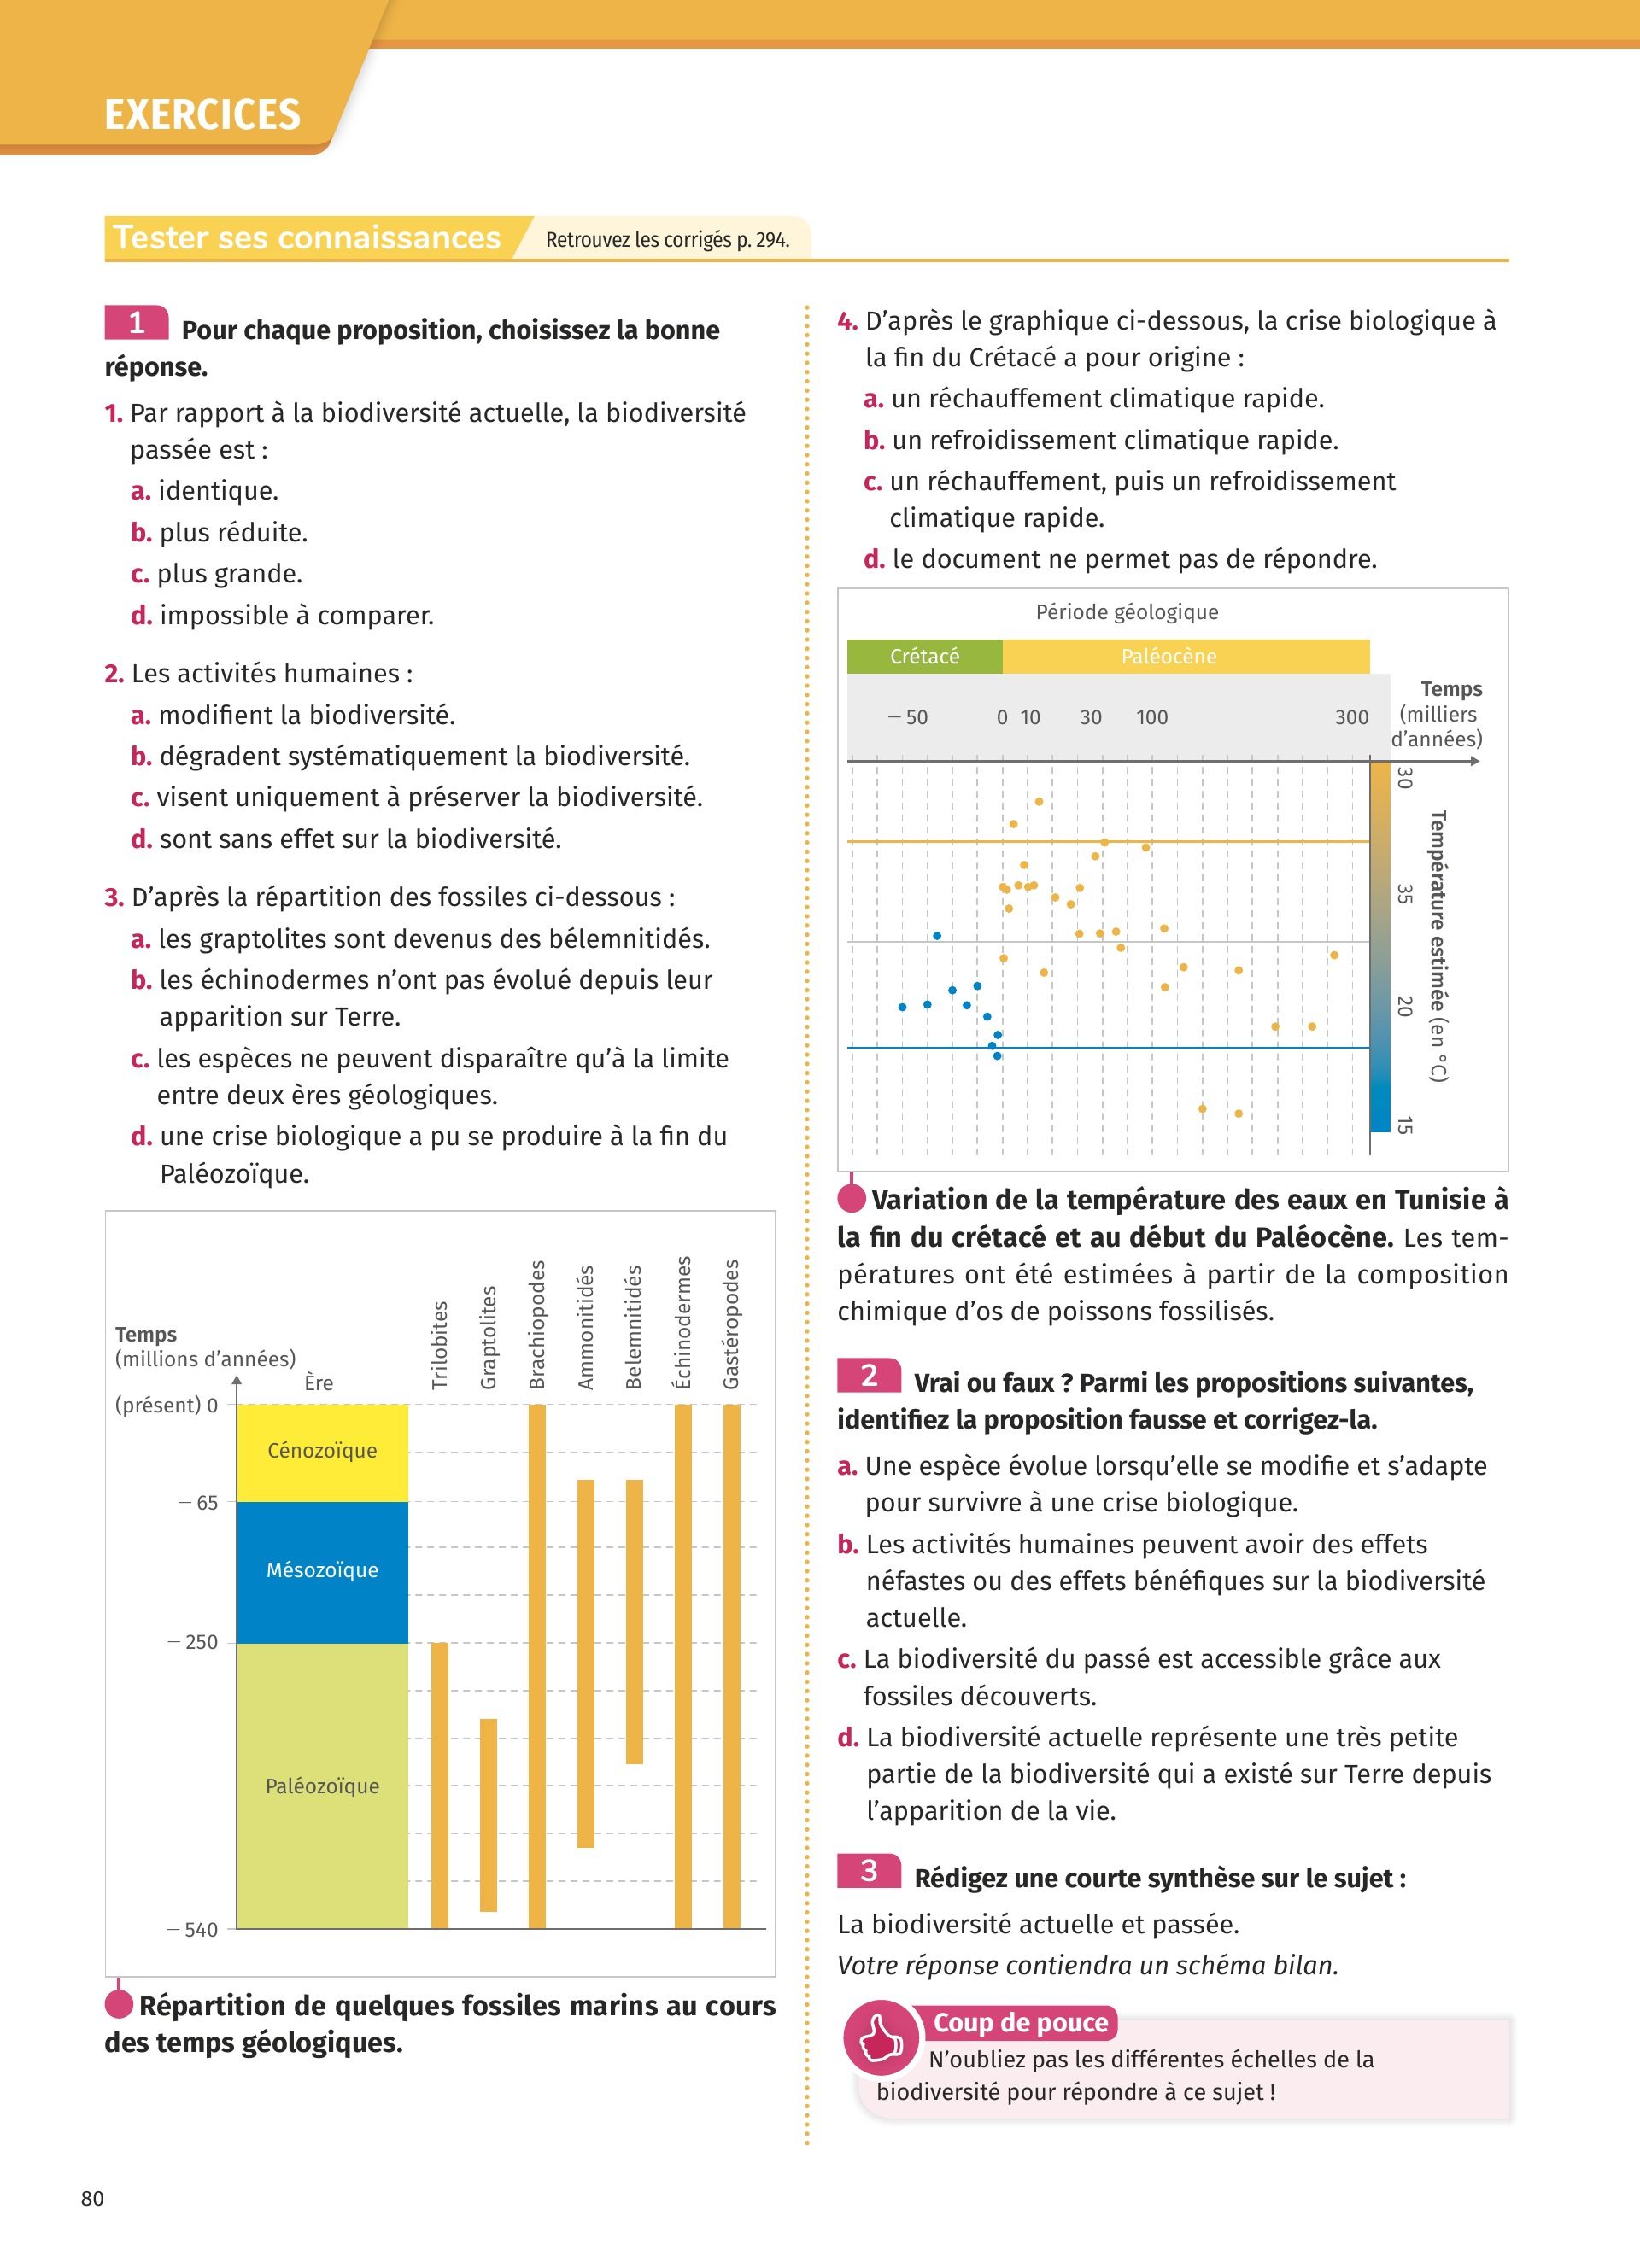 EXERCICES
Tester ses connaissances
Retrouvez les corrigés p. 294.
1 Pour chaque proposition, choisissez la bonne
réponse.
1. Par rapport à la biodiversité actuelle, la biodiversité
passée est :
a. identique.
b. plus réduite.
c. plus grande.
d. impossible à comparer.
2. Les activités humaines :
a. modifient la biodiversité.
b. dégradent systématiquement la biodiversité.
c. visent uniquement à préserver la biodiversité.
d. sont sans effet sur la biodiversité.
3. D’après la répartition des fossiles ci-dessous :
a. les graptolites sont devenus des bélemnitidés.
b. les échinodermes n’ont pas évolué depuis leur
apparition sur Terre.
c. les espèces ne peuvent disparaître qu’à la limite
entre deux ères géologiques.
d. une crise biologique a pu se produire à la fin du
Paléozoïque.
Temps
(millions d’années)
Ère
Trilobites
Graptolites
Brachiopodes
Ammonitidés
Belemnitidés
Échinodermes
Gastéropodes
(présent) 0
Cénozoïque
– 65
Mésozoïque
– 250
Paléozoïque
– 540
Répartition de quelques fossiles marins au cours
des temps géologiques.
4. D’après le graphique ci-dessous, la crise biologique à
la fin du Crétacé a pour origine :
a. un réchauffement climatique rapide.
b. un refroidissement climatique rapide.
c. un réchauffement, puis un refroidissement
climatique rapide.
d. le document ne permet pas de répondre.
Période géologique
Crétacé
Paléocène
Temps
(milliers
d’années)
– 50 0 10 30 100 300
30
35
20
15
Température estimée (en °C)
Variation de la température des eaux en Tunisie à
la fin du crétacé et au début du Paléocène. Les tem-
pératures ont été estimées à partir de la composition
chimique d’os de poissons fossilisés.
2 Vrai ou faux ? Parmi les propositions suivantes,
identifiez la proposition fausse et corrigez-la.
a. Une espèce évolue lorsqu’elle se modifie et s’adapte
pour survivre à une crise biologique.
b. Les activités humaines peuvent avoir des effets
néfastes ou des effets bénéfiques sur la biodiversité
actuelle.
c. La biodiversité du passé est accessible grâce aux
fossiles découverts.
d. La biodiversité actuelle représente une très petite
partie de la biodiversité qui a existé sur Terre depuis
l’apparition de la vie.
3 Rédigez une courte synthèse sur le sujet :
La biodiversité actuelle et passée.
Votre réponse contiendra un schéma bilan.
Coup de pouce
N’oubliez pas les différentes échelles de la
biodiversité pour répondre à ce sujet !
80